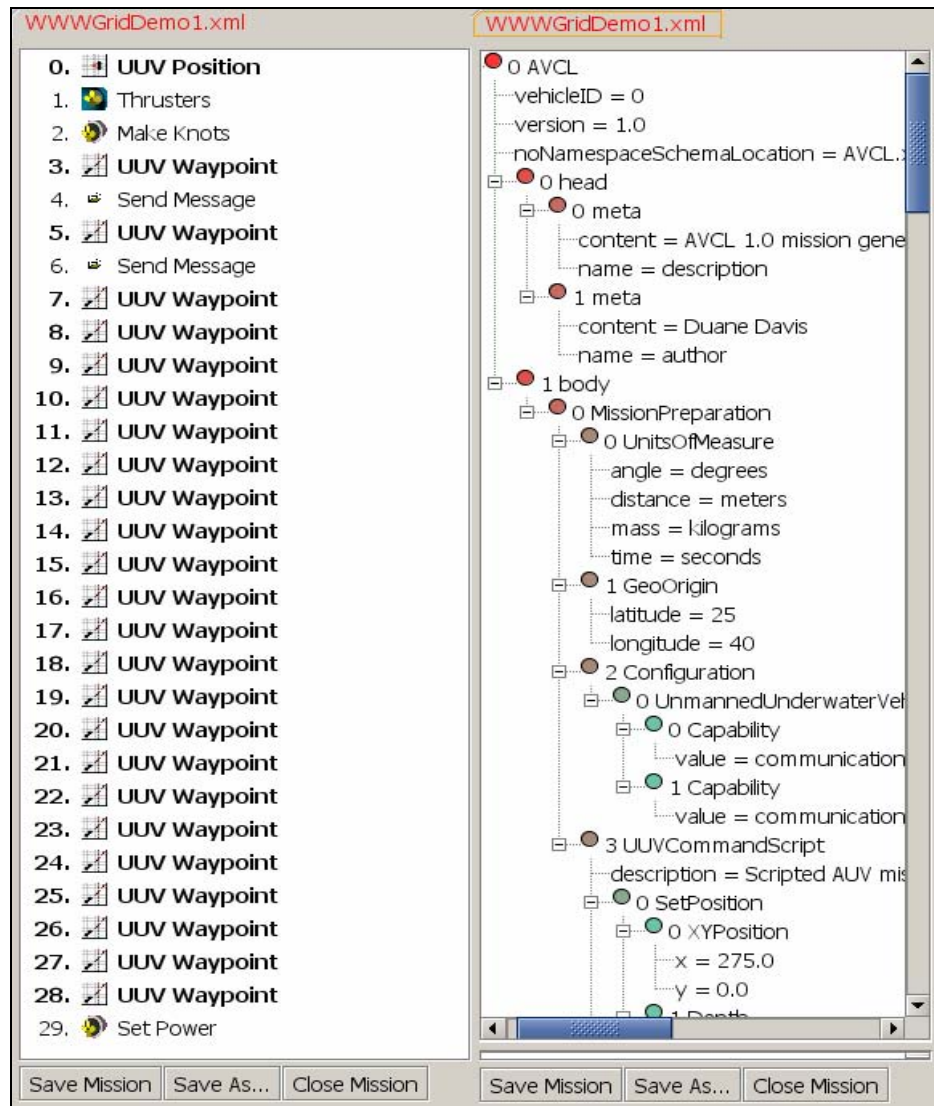 WWWGridDemo1.xml
0. UUV Position
1. Thrusters
2. Make Knots
3. UUV Waypoint
4. Send Message
5. UUV Waypoint
6. Send Message
7. UUV Waypoint
8. UUV Waypoint
9. UUV Waypoint
10. UUV Waypoint
11. UUV Waypoint
12. UUV Waypoint
13. UUV Waypoint
14. UUV Waypoint
15. UUV Waypoint
16. UUV Waypoint
17. UUV Waypoint
18. UUV Waypoint
19. UUV Waypoint
20. UUV Waypoint
21. UUV Waypoint
22. UUV Waypoint
23. UUV Waypoint
24. UUV Waypoint
25. UUV Waypoint
26. UUV Waypoint
27. UUV Waypoint
28. UUV Waypoint
29. Set Power
Save Mission Save As... Close Mission
WWWGridDemo1.xml
0 AVCL
vehicleID = 0
version = 1.0
noNamespaceSchemaLocation = AVCL.
0 head
0 meta
content = AVCL 1.0 mission gene
name = description
1 meta
content = Duane Davis
name = author
1 body
0 MissionPreparation
0 UnitsOfMeasure
angle = degrees
distance = meters
mass = kilograms
time = seconds
1 GeoOrigin
latitude = 25
longitude = 40
2 Configuration
0 UnmannedUnderwaterVeh
0 Capability
value = communication
1 Capability
value = communication
3 UUVCommandScript
description = Scripted AUV mis
0 SetPosition
0 XYPosition
x = 275.0
y = 0.0
1 Depth
Save Mission Save As... Close Mission